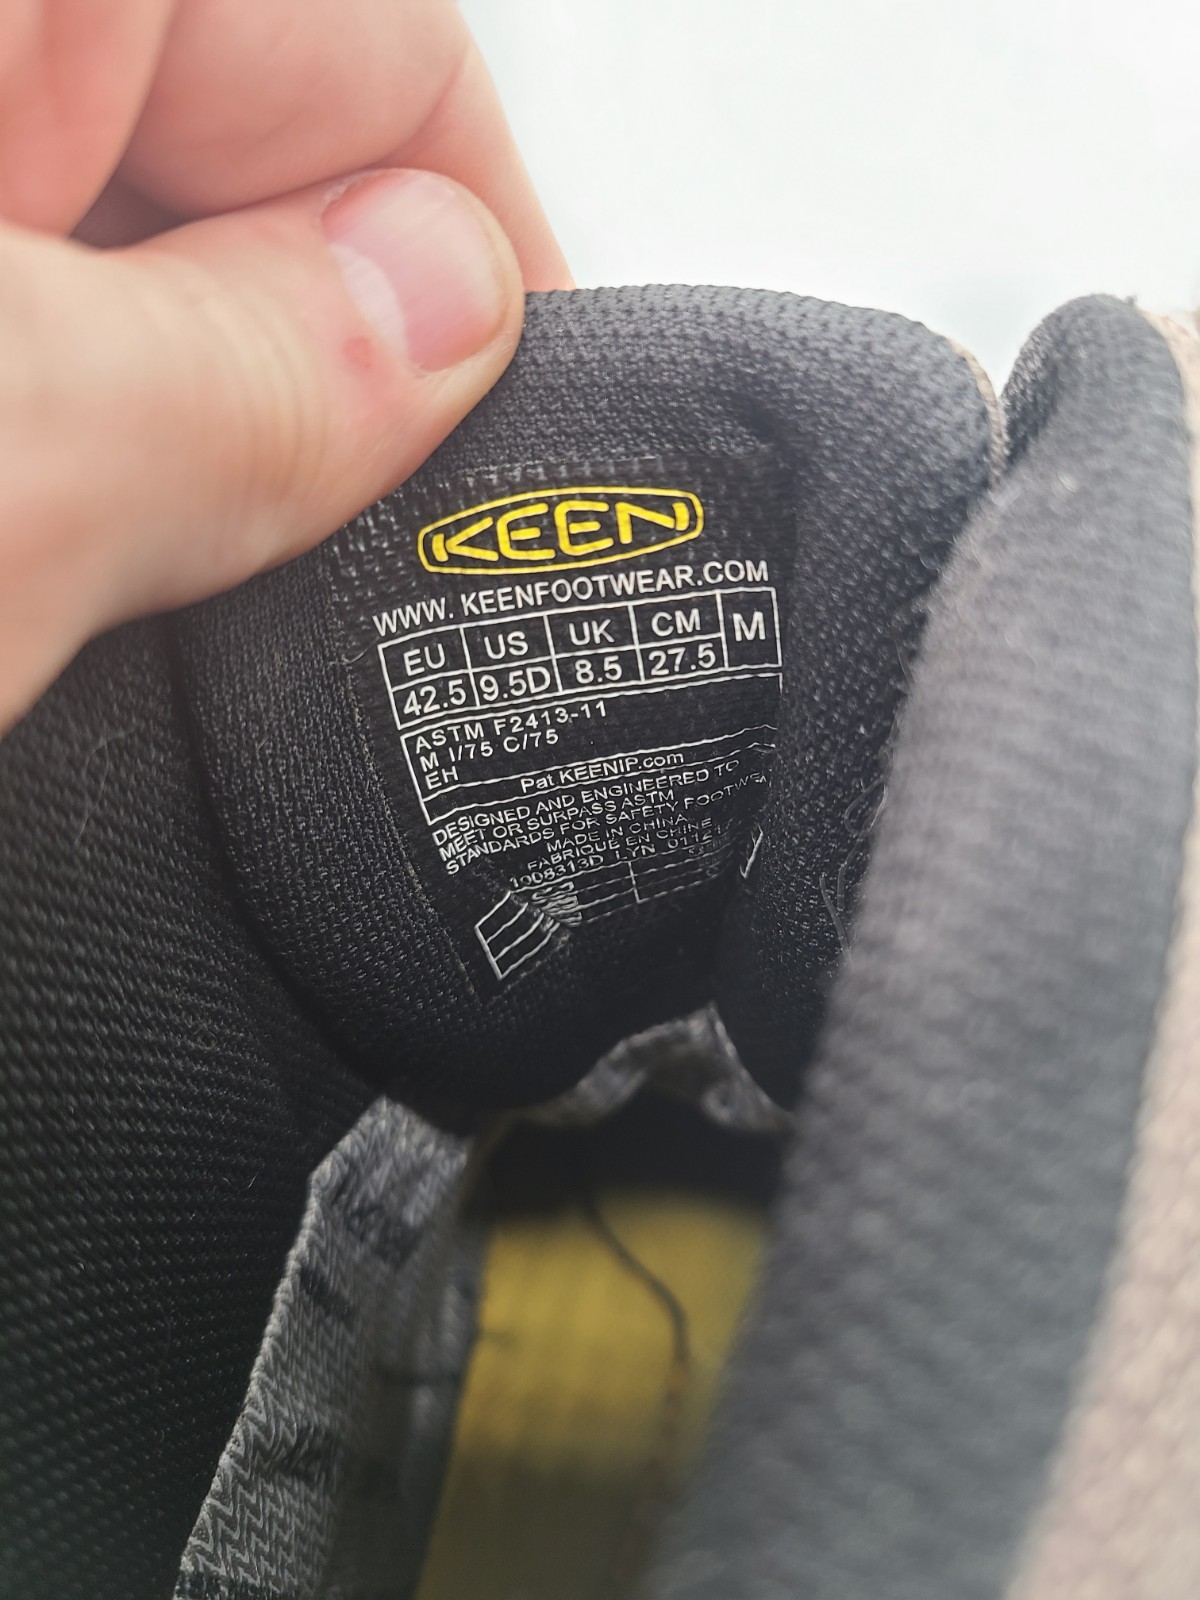 KEEN
WWW. KEENFOOTWEAR.COM
EU US UK CM M
42.5 9.5D 8.5 27.5
ASTM F2413-11
M I/75 C/75
EH
Pat KEENIP.com
DESIGNED AND ENGINEERED TO
MEET OR SURPASS ASTM
STANDARDS FOR SAFETY
MADE IN CHINA
FABRIQUE EN CHINE
1008313D LYN